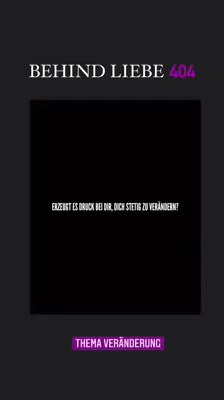 BEHIND LIEBE 404
ERZEUGT ES DRUCK BEI DIR, DICH STETIG ZU VERÄNDERN?
THEMA VERÄNDERUNG